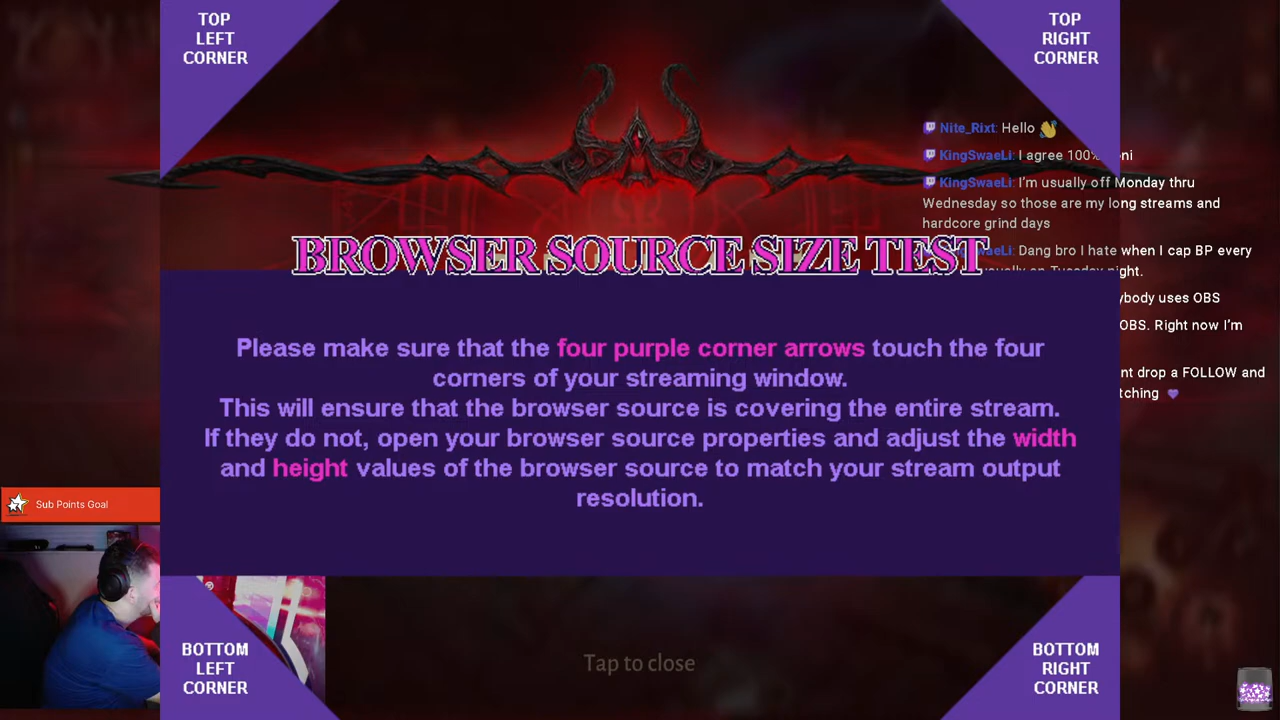 TOP
LEFT
CORNER
TOP
RIGHT
CORNER
Nite_Rixt: Hello 👋
KingSwaeLi: I agree 100%
KingSwaeLi: I'm usually off Monday thru
Wednesday so those are my long streams and
hardcore grind days
Dang bro I hate when I cap BP every
usually on Tuesday night.
BROWSER SOURCE SIZE TEST
uses OBS
OBS. Right now I'm
drop a FOLLOW and
Please make sure that the four purple corner arrows touch the four
corners of your streaming window.
This will ensure that the browser source is covering the entire stream.
If they do not, open your browser source properties and adjust the width
and height values of the browser source to match your stream output
resolution.
Sub Points Goal
BOTTOM
LEFT
CORNER
Tap to close
BOTTOM
RIGHT
CORNER